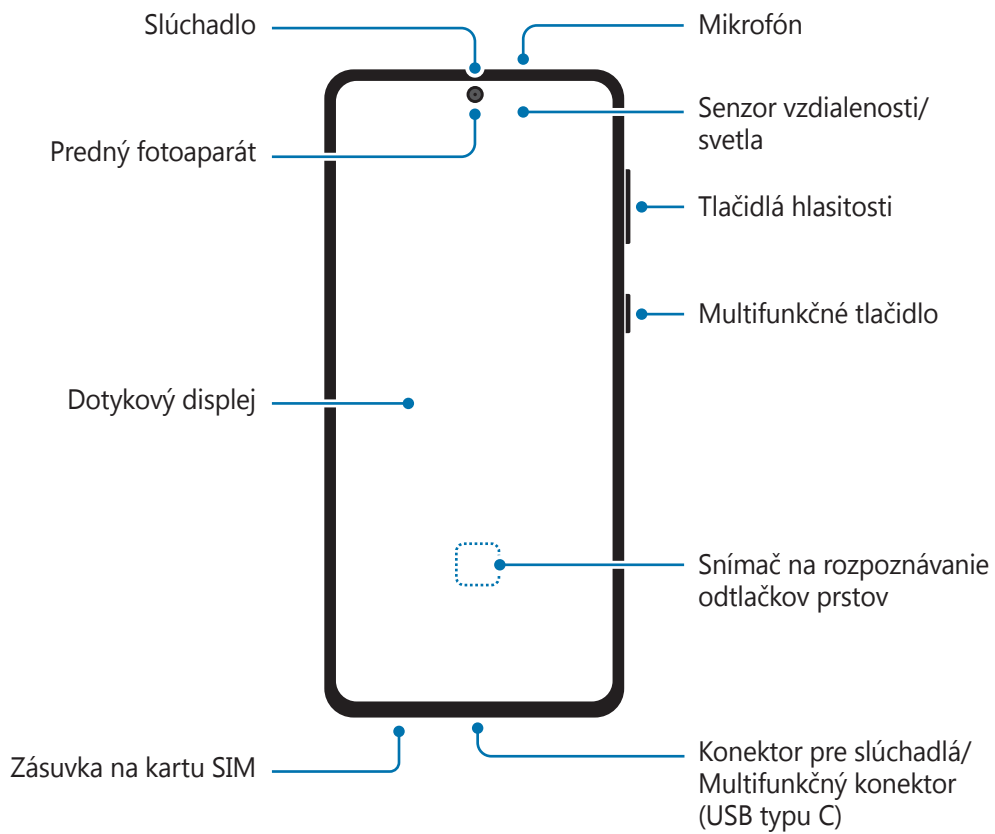 Slúchadlo
Mikrofón
Senzor vzdialenosti/
svetla
Predný fotoaparát
Tlačidlá hlasitosti
Multifunkčné tlačidlo
Dotykový displej
Snímač na rozpoznávanie
odtlačkov prstov
Zásuvka na kartu SIM
Konektor pre slúchadlá/
Multifunkčný konektor
(USB typu C)